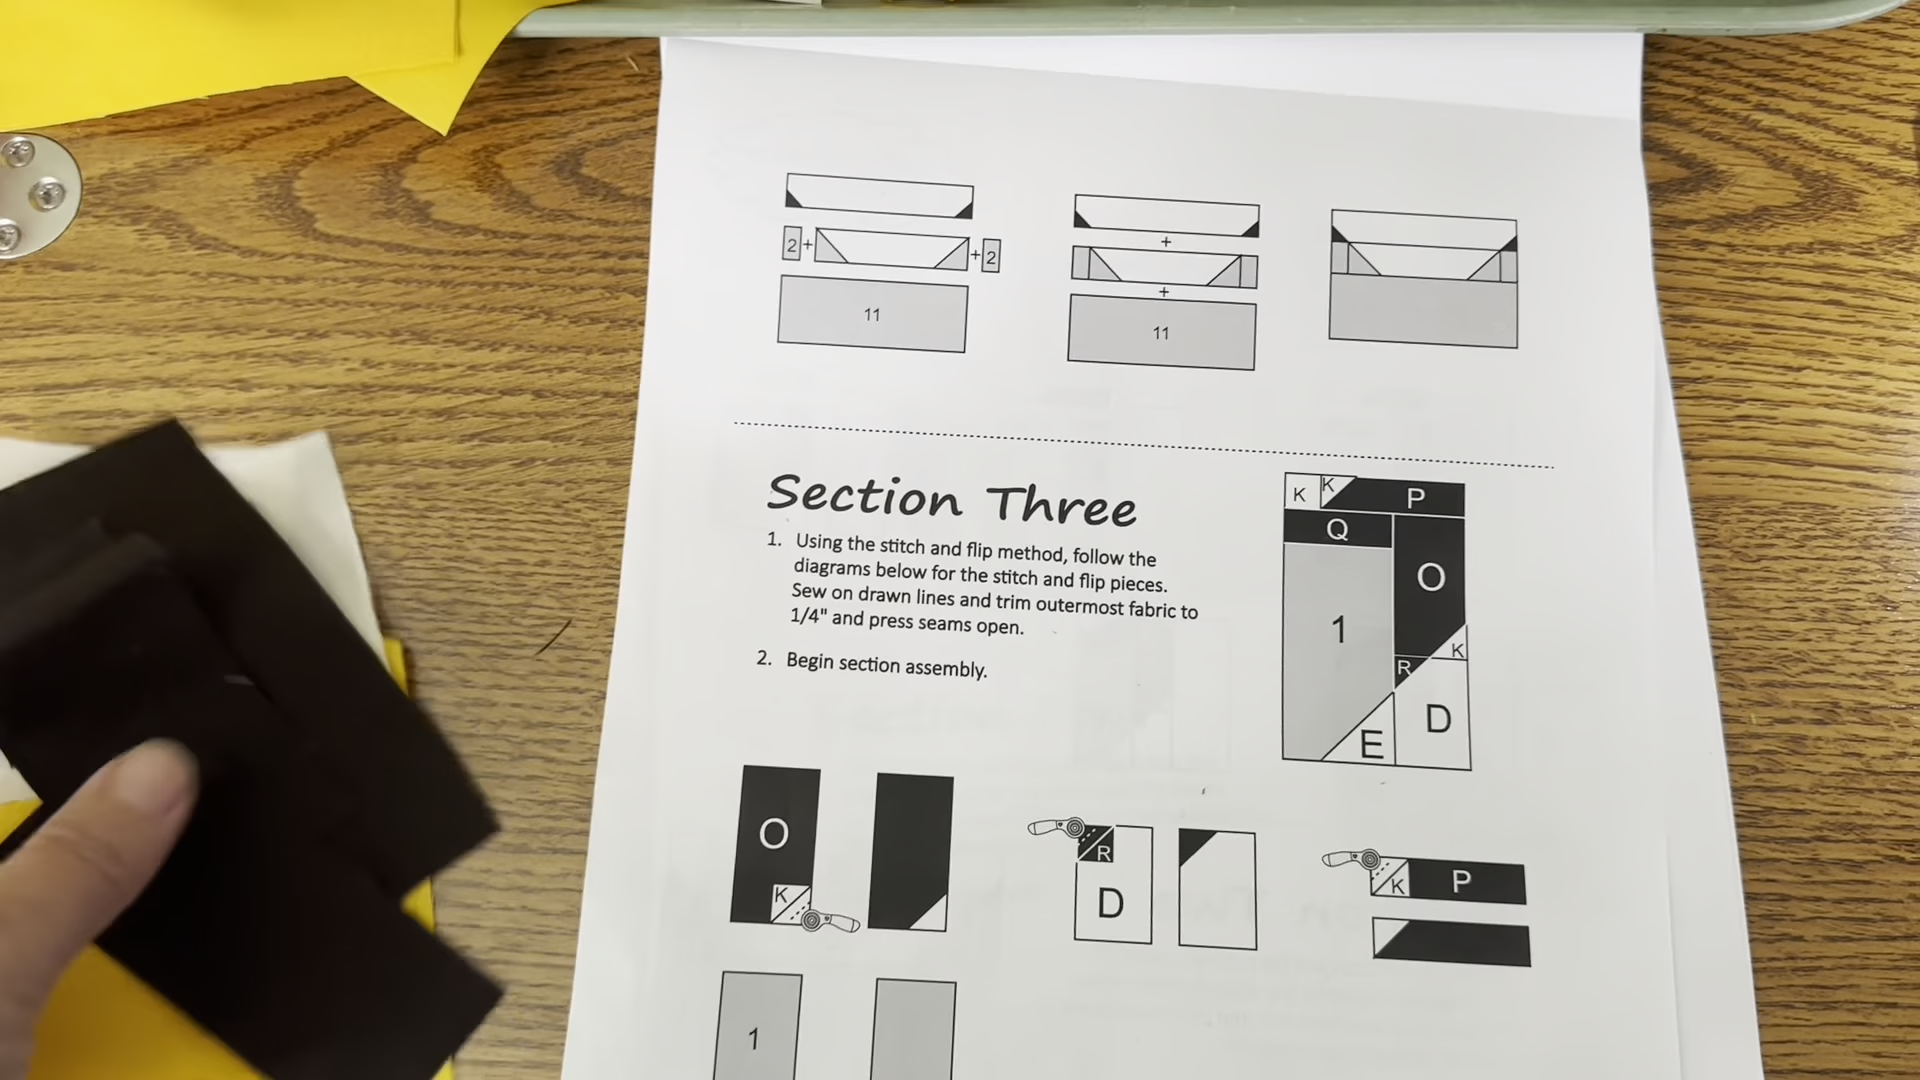 2 + + 2
11
+
+
11
Section Three
1. Using the stitch and flip method, follow the
diagrams below for the stitch and flip pieces.
Sew on drawn lines and trim outermost fabric to
1/4" and press seams open.
2. Begin section assembly.
K K P
Q
O
1
K
R
D
E
O
K
R
D
K P
1